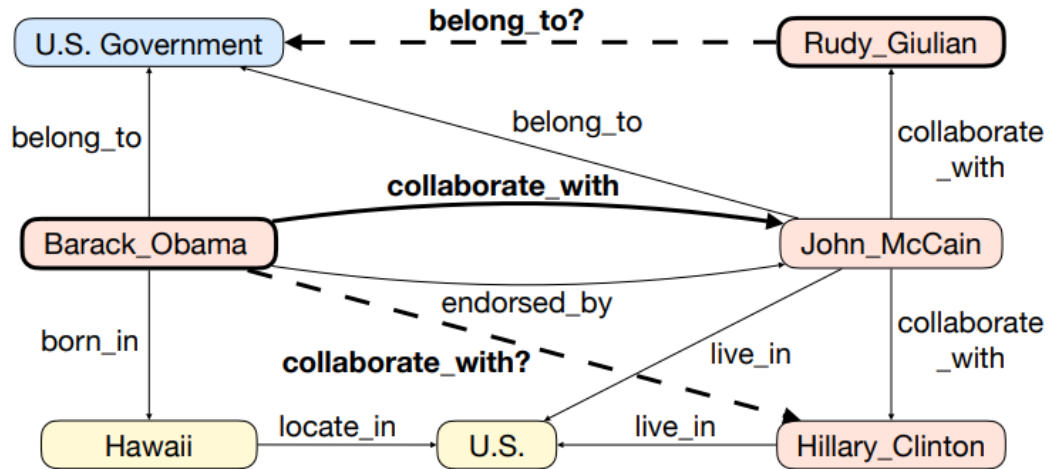 belong_to?
U.S. Government
Rudy_Giulian
belong_to
belong_to
collaborate
_with
collaborate_with
Barack_Obama
John_McCain
endorsed_by
born_in
collaborate
_with
collaborate_with?
live_in
Hawaii
locate_in
U.S.
live_in
Hillary_Clinton